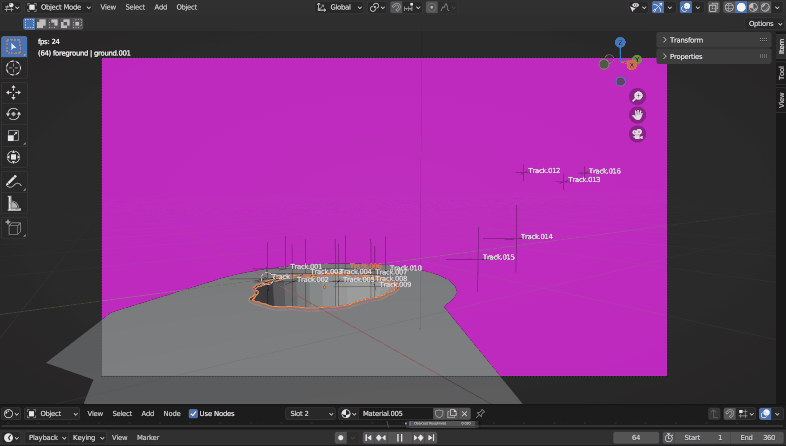 Object Mode View Select Add Object Global
Options
fps: 24
(64) foreground | ground.001
Transform
Properties
Item
Tool
View
Z
Track.012
Track.016
Track.013
Track.014
Track.015
Track.001
Track.010
Track.003
Track.004
Track.007
Track
Track.002
Track.005
Track.008
Track.009
Object View Select Add Node Use Nodes Slot 2 Material.005
Playback Keying View Marker 64 Start 1 End 360